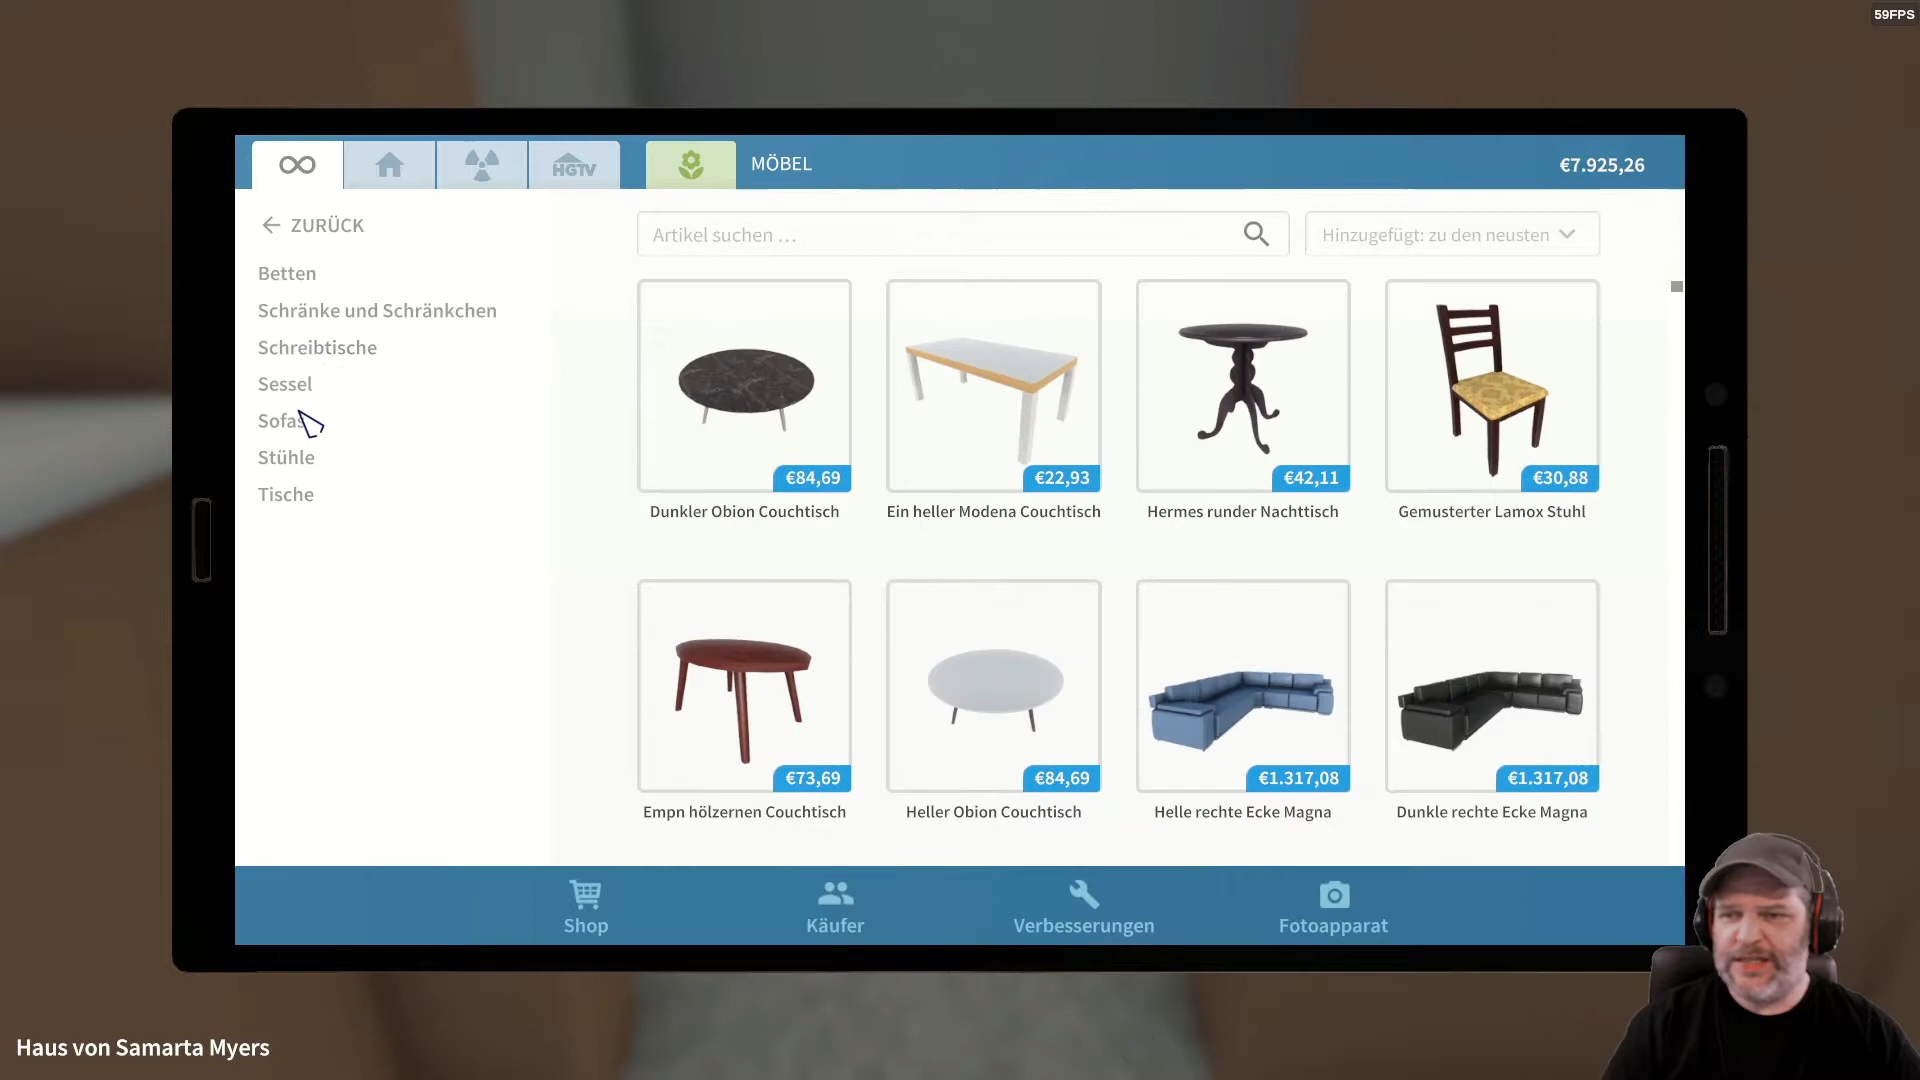 59FPS
HGTV
MÖBEL
€7.925,26
ZURÜCK
Betten
Schränke und Schränkchen
Schreibtische
Sessel
Sofas
Stühle
Tische
Artikel suchen ...
Hinzugefügt: zu den neusten
€84,69
€22,93
€42,11
€30,88
Dunkler Obion Couchtisch
Ein heller Modena Couchtisch
Hermes runder Nachttisch
Gemusterter Lamox Stuhl
€73,69
€84,69
€1.317,08
€1.317,08
Empn hölzernen Couchtisch
Heller Obion Couchtisch
Helle rechte Ecke Magna
Dunkle rechte Ecke Magna
Shop
Käufer
Verbesserungen
Fotoapparat
Haus von Samarta Myers